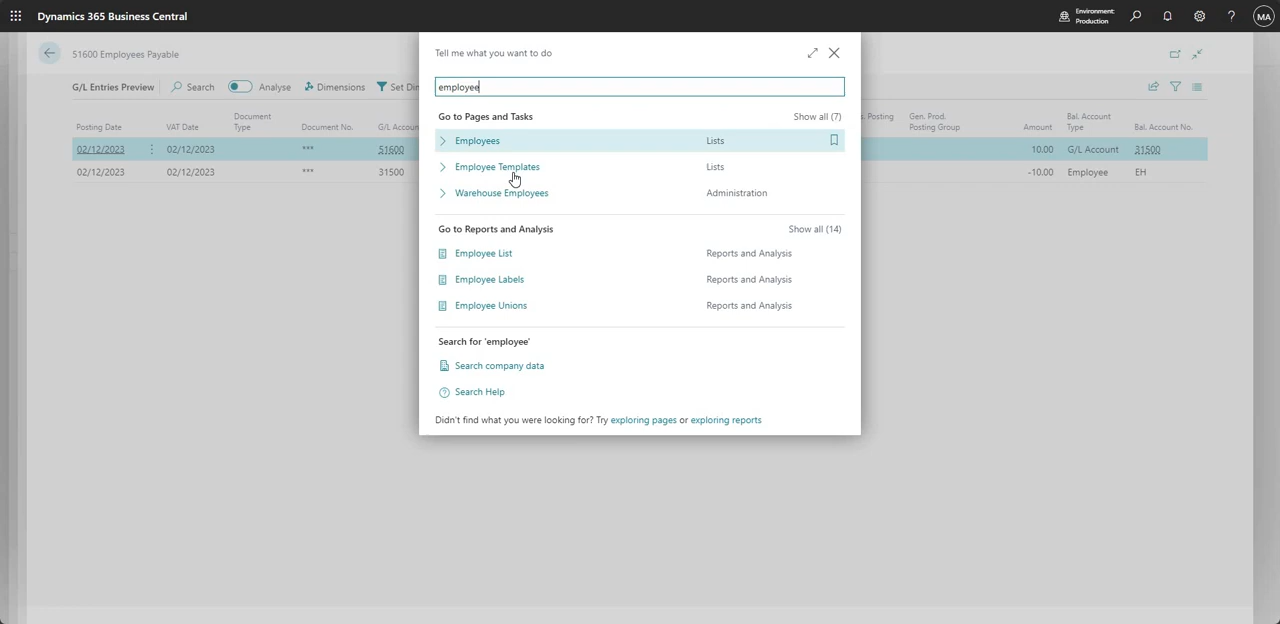 Dynamics 365 Business Central
Environment:
Production
MA
51600 Employees Payable
G/L Entries Preview
Search
Analyse
Dimensions
Set Di
Posting Date
VAT Date
Document
Type
Document No.
G/L Accoun
Posting
Gen. Prod.
Posting Group
Amount
Bal. Account
Type
Bal. Account No.
02/12/2023 02/12/2023 *** 51600 10.00 G/L Account 31500
02/12/2023 02/12/2023 *** 31500 -10.00 Employee EH
Tell me what you want to do
employee
Go to Pages and Tasks Show all (7)
Employees Lists
Employee Templates Lists
Warehouse Employees Administration
Go to Reports and Analysis Show all (14)
Employee List Reports and Analysis
Employee Labels Reports and Analysis
Employee Unions Reports and Analysis
Search for 'employee'
Search company data
Search Help
Didn't find what you were looking for? Try exploring pages or exploring reports